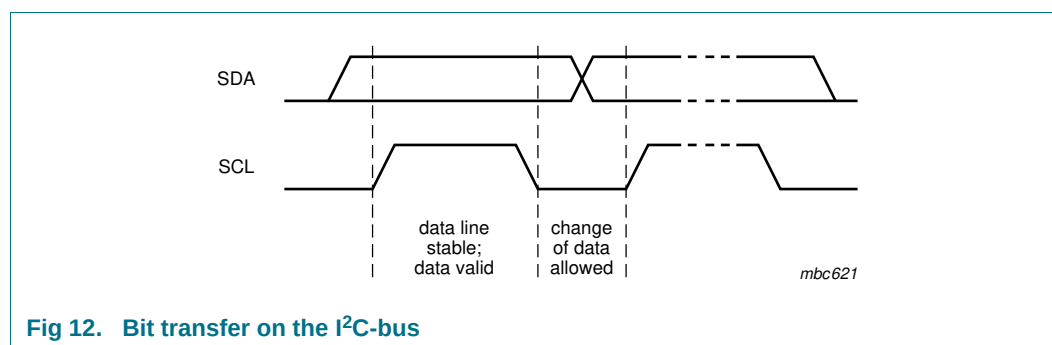 SDA
SCL
data line
stable;
data valid
change
of data
allowed
mbc621
Fig 12. Bit transfer on the I²C-bus